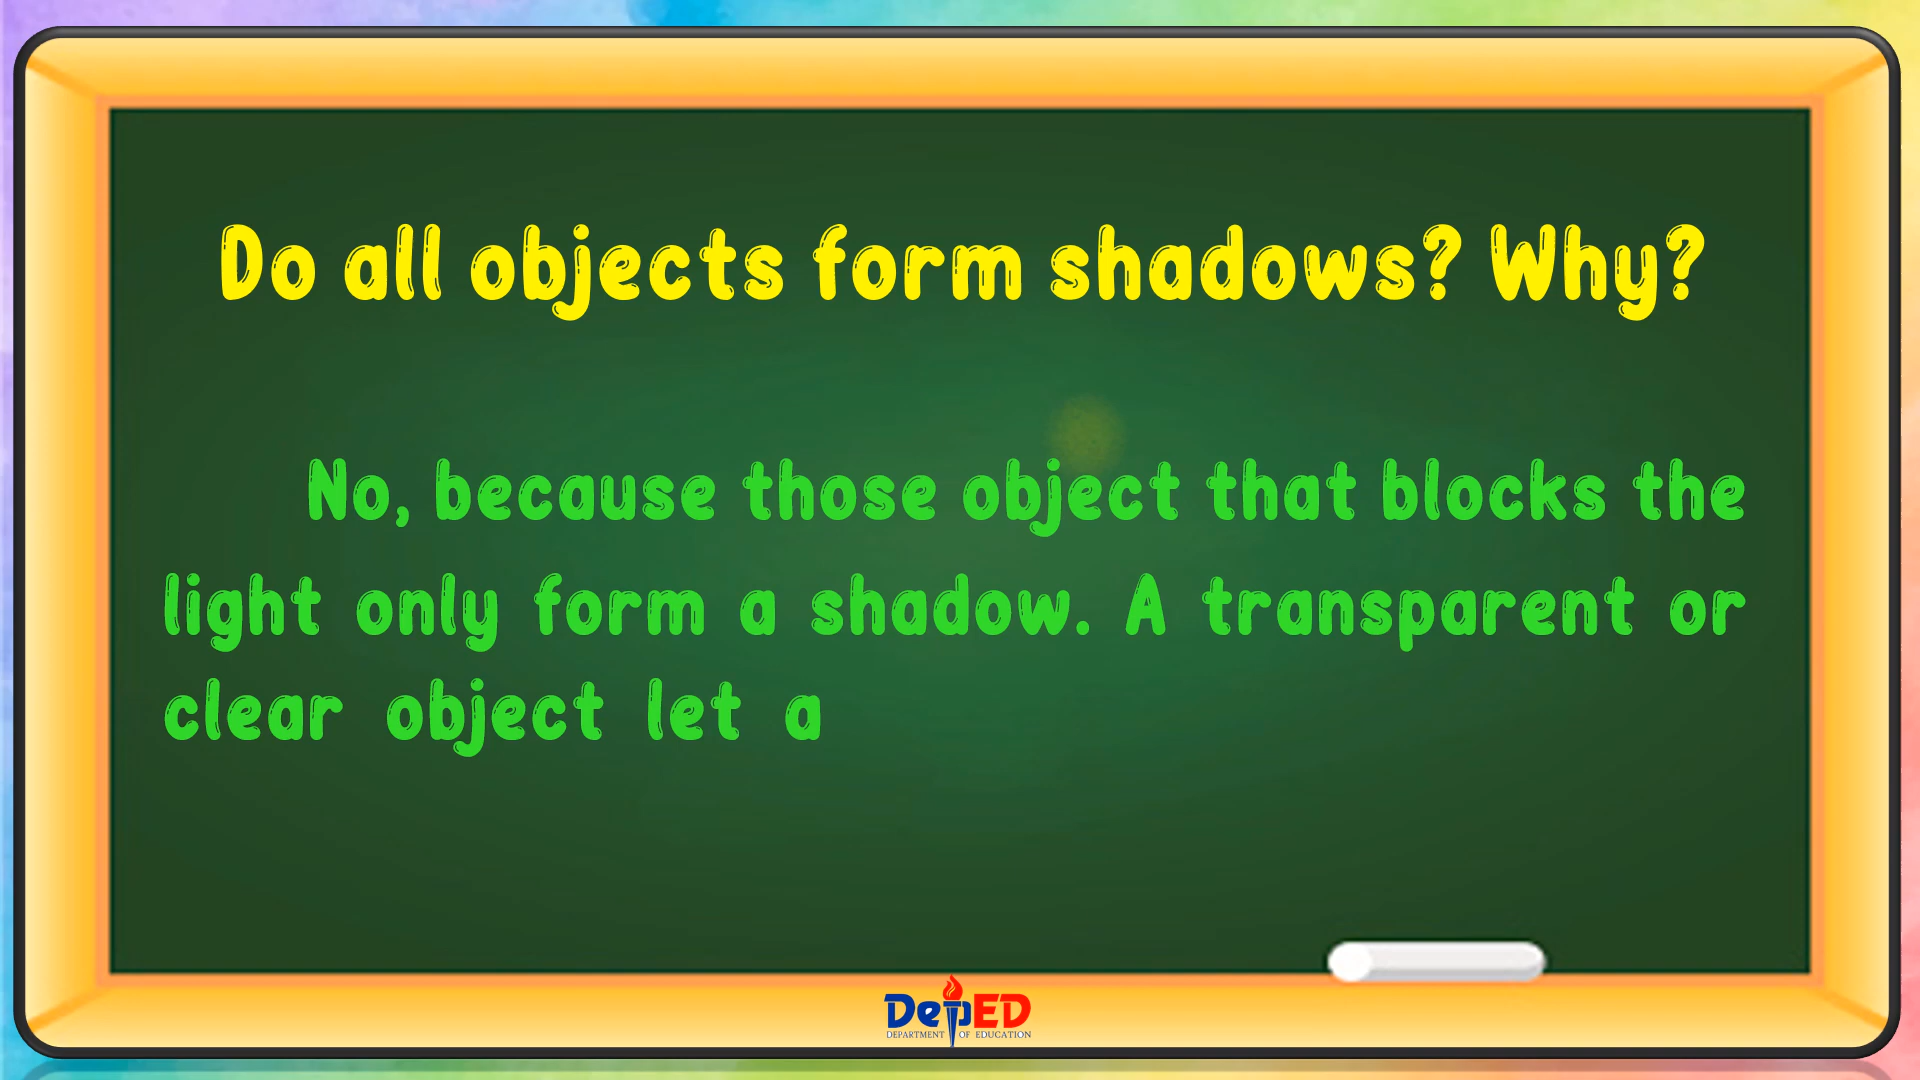 Do all objects form shadows? Why?
No, because those object that blocks the
light only form a shadow. A transparent or
clear object let a
DepED
DEPARTMENT OF EDUCATION